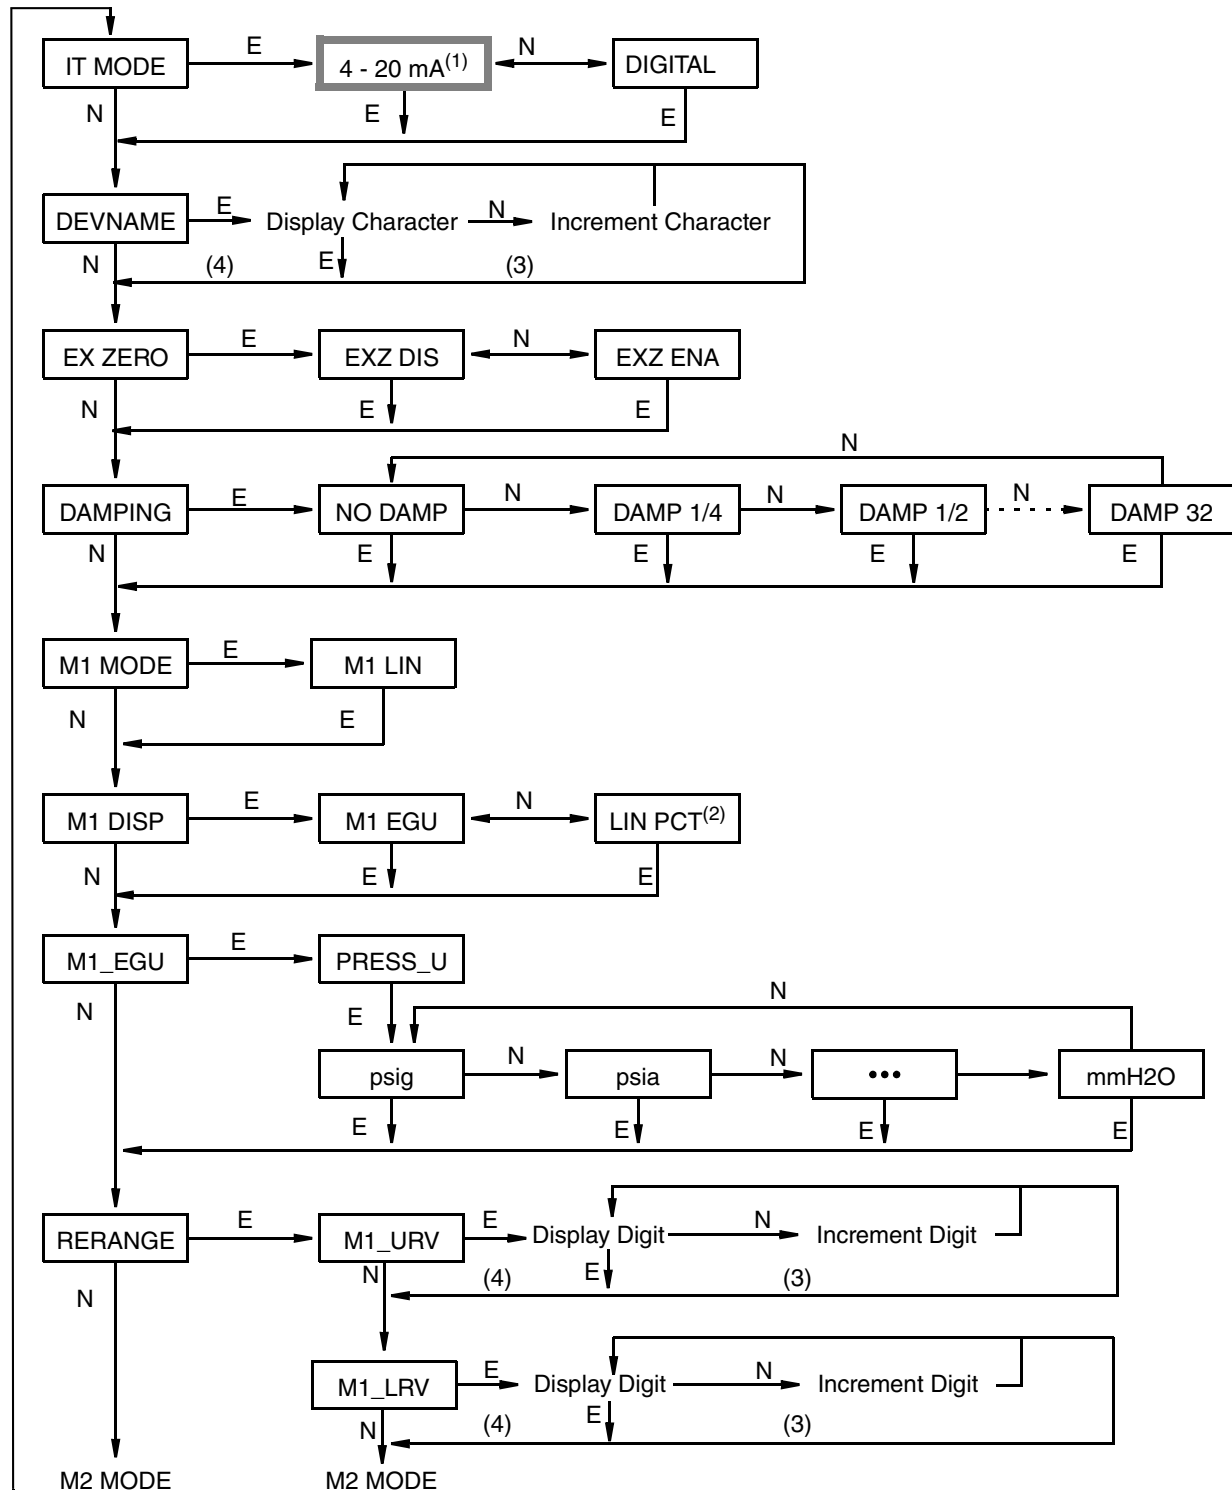 E
N
IT MODE
4 - 20 mA(1)
DIGITAL
N
E
E
E
DEVNAME
Display Character
N
Increment Character
N
(4)
E
(3)
E
N
EX ZERO
EXZ DIS
EXZ ENA
N
E
E
N
E
N
N
N
DAMPING
NO DAMP
DAMP 1/4
DAMP 1/2
DAMP 32
N
E
E
E
E
E
M1 MODE
M1 LIN
N
E
E
N
M1 DISP
M1 EGU
LIN PCT(2)
N
E
E
E
M1_EGU
PRESS_U
N
E
N
N
N
psig
psia
•••
mmH2O
E
E
E
E
E
E
N
RERANGE
M1_URV
Display Digit
Increment Digit
N
N
(4)
E
(3)
E
N
M1_LRV
Display Digit
Increment Digit
N
(4)
E
(3)
M2 MODE
M2 MODE